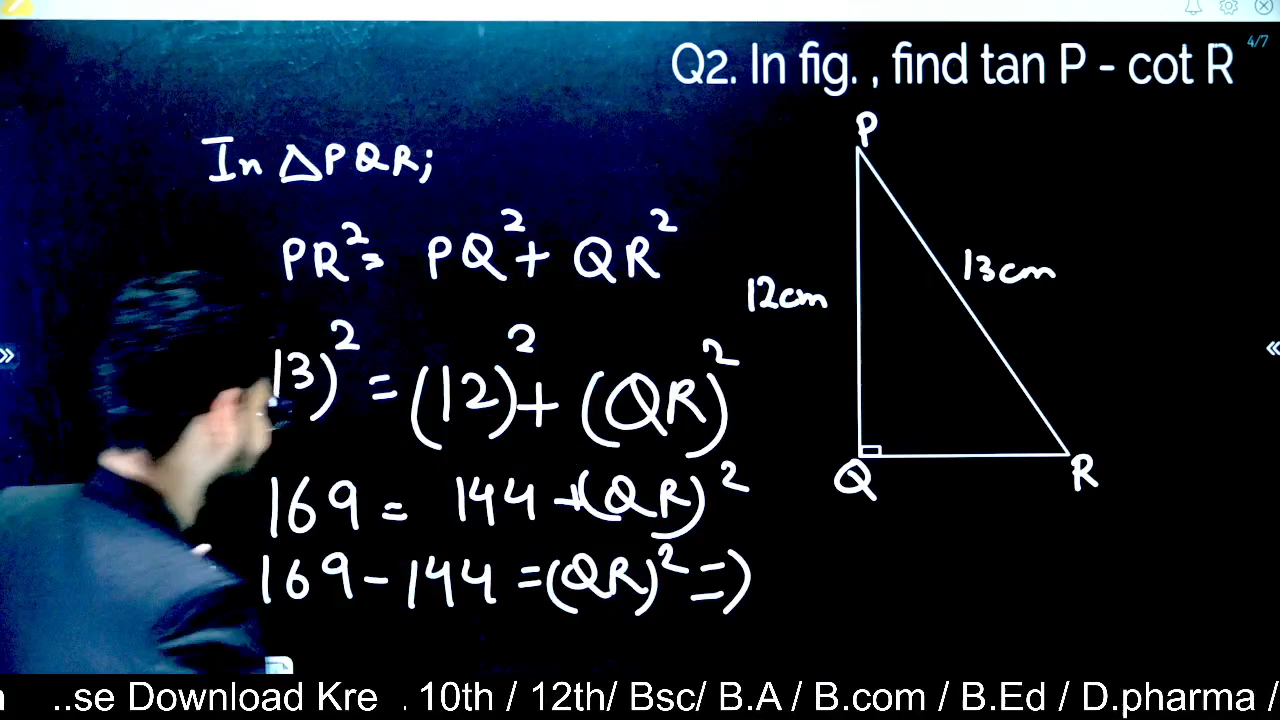 4/7
Q2. In fig. , find tan P - cot R
In △PQR;
PR² = PQ² + QR²
13)² = (12)² + (QR)²
169 = 144 + (QR)²
169 - 144 = (QR)² =)
P
12cm
13cm
Q
R
..se Download Kre . 10th / 12th/ Bsc/ B.A / B.com / B.Ed / D.pharma /